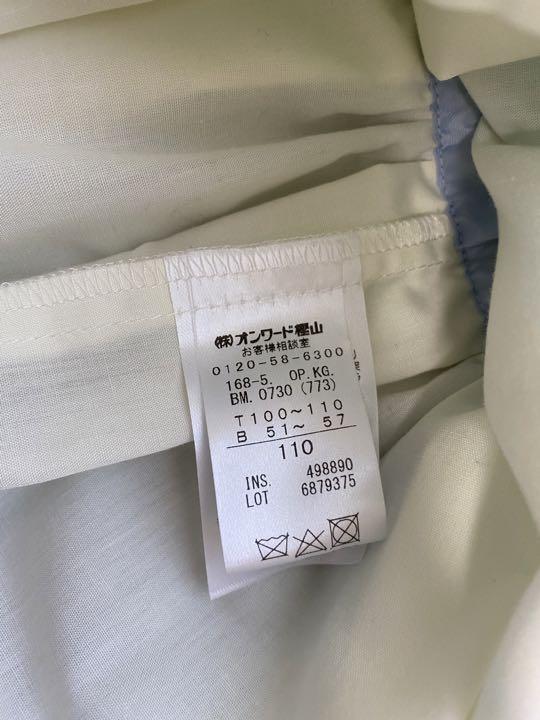 (株)オンワード樫山
お客様相談室
0120-58-6300
168-5. OP.KG.
BM. 0730 (773)
T 100～110
B 51～ 57
110
INS. 498890
LOT 6879375